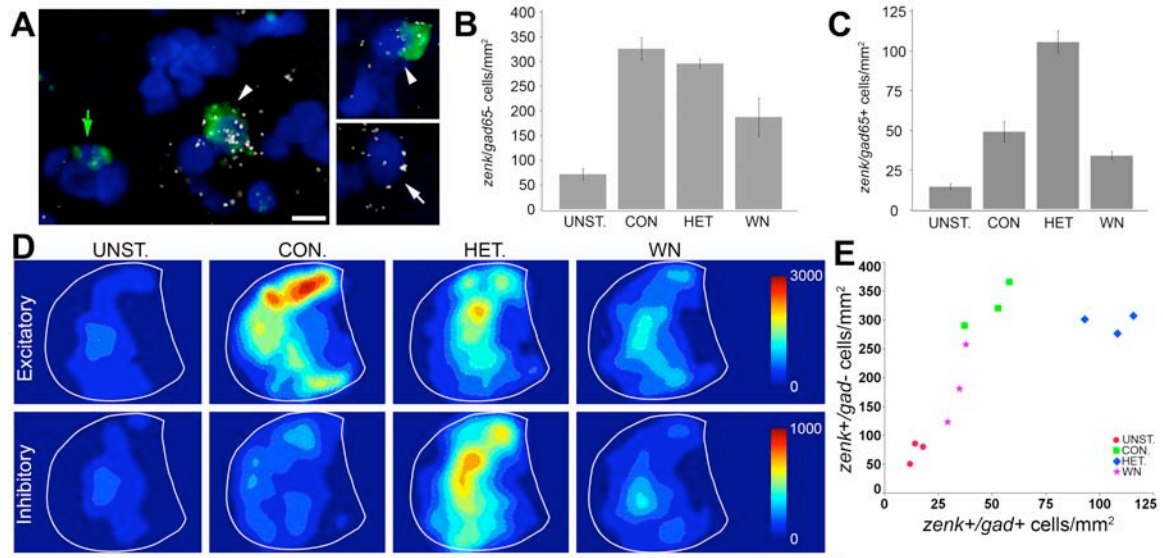 A
B
zenk/gad65- cells/mm²
400
350
300
250
200
150
100
50
0
UNST. CON HET WN
C
zenk/gad65+ cells/mm²
125
100
75
50
25
0
UNST. CON HET WN
D
UNST. CON. HET. WN
Excitatory
3000
0
Inhibitory
1000
0
E
zenk+/gad- cells/mm²
400
350
300
250
200
150
100
50
0
0 25 50 75 100 125
zenk+/gad+ cells/mm²
UNST.
CON.
HET.
WN